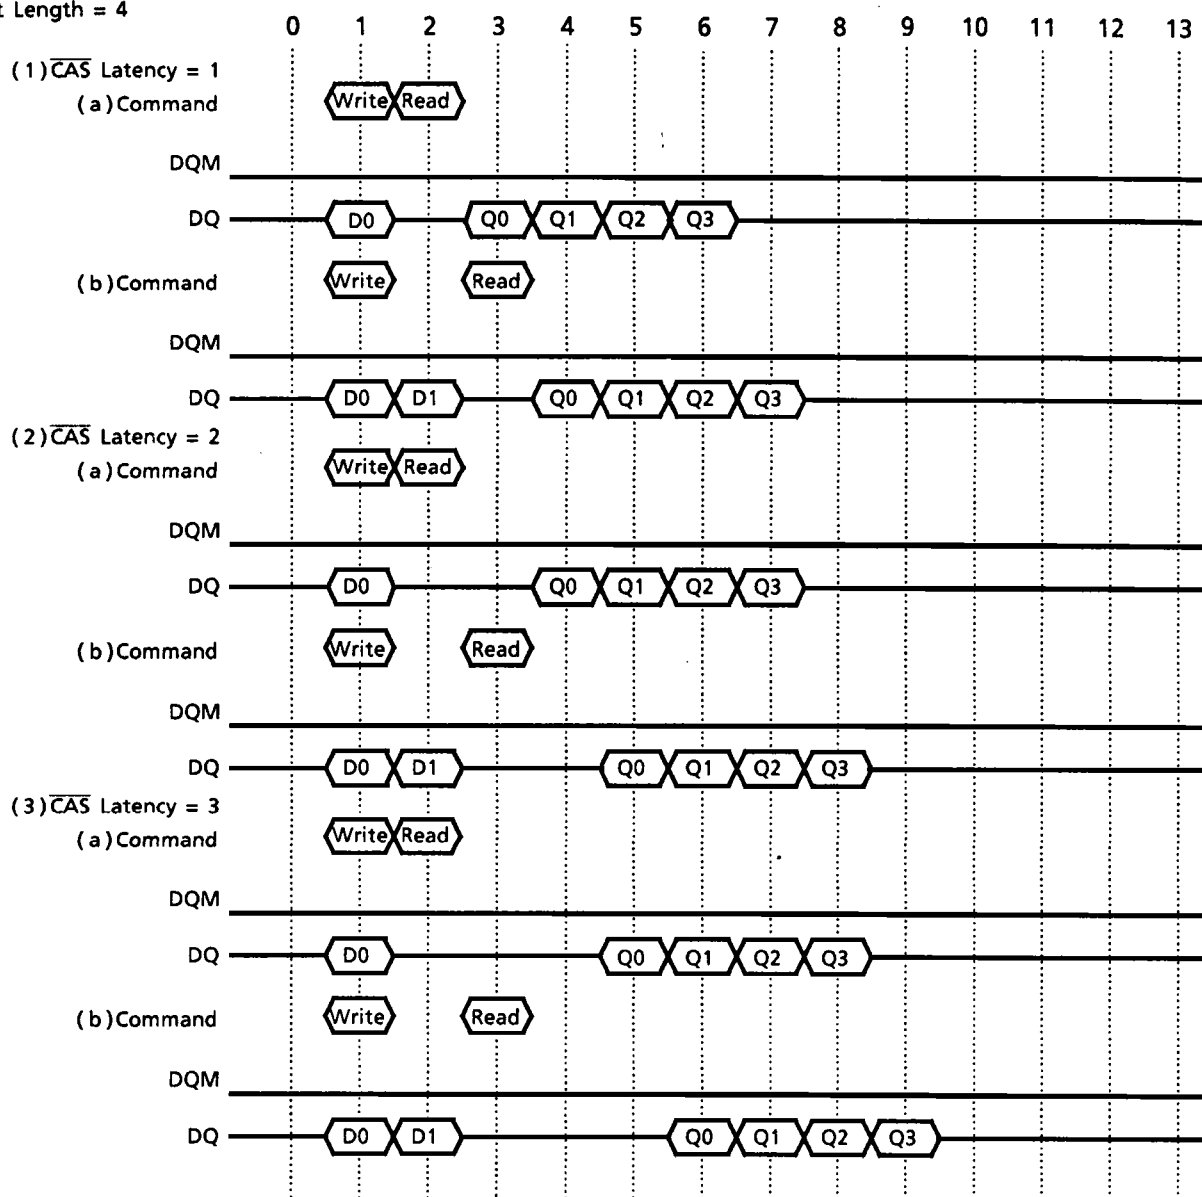 t Length = 4
0 1 2 3 4 5 6 7 8 9 10 11 12 13
(1) CAS Latency = 1
(a) Command Write Read
DQM
DQ D0 Q0 Q1 Q2 Q3
(b) Command Write Read
DQM
DQ D0 D1 Q0 Q1 Q2 Q3
(2) CAS Latency = 2
(a) Command Write Read
DQM
DQ D0 Q0 Q1 Q2 Q3
(b) Command Write Read
DQM
DQ D0 D1 Q0 Q1 Q2 Q3
(3) CAS Latency = 3
(a) Command Write Read
DQM
DQ D0 Q0 Q1 Q2 Q3
(b) Command Write Read
DQM
DQ D0 D1 Q0 Q1 Q2 Q3